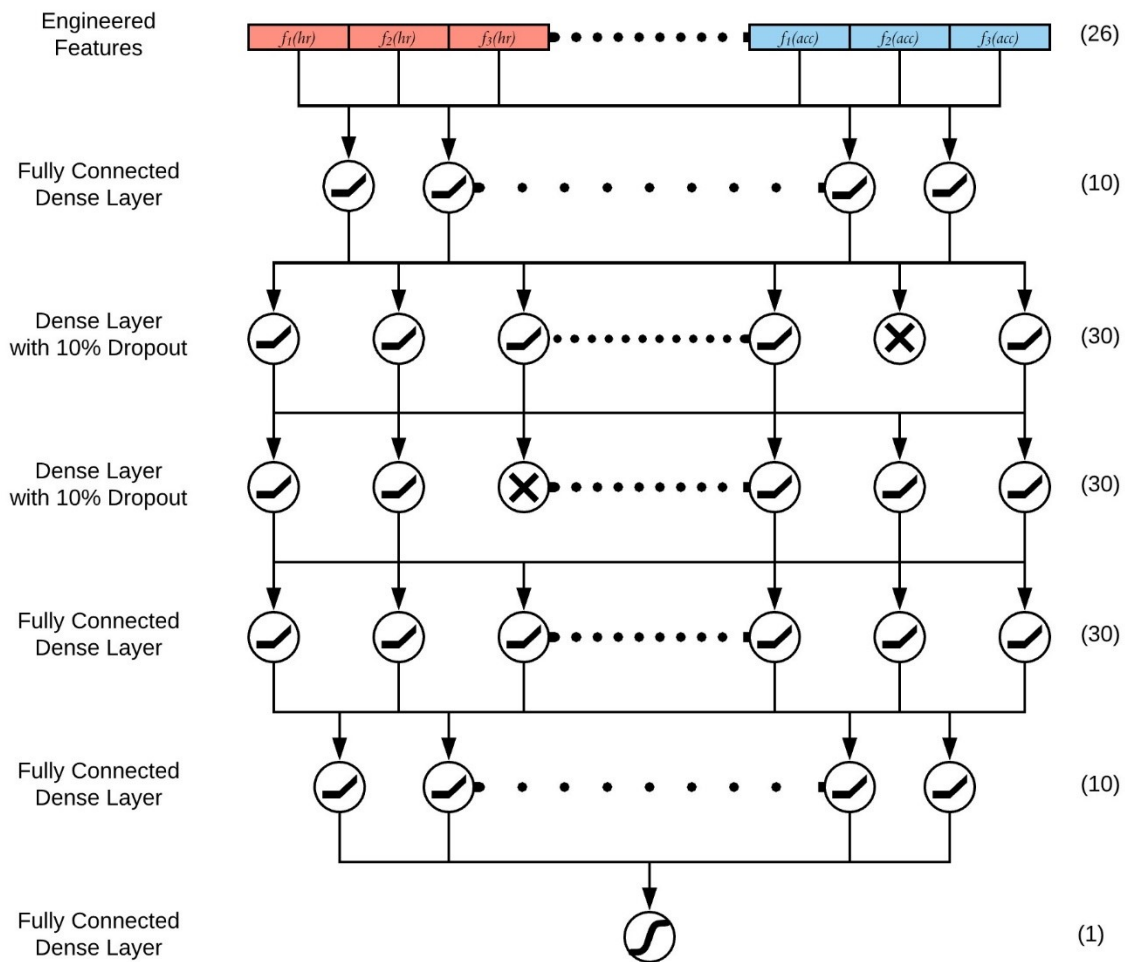 Engineered
Features
f₁(hr) f₂(hr) f₃(hr) f₁(acc) f₂(acc) f₃(acc)
(26)
Fully Connected
Dense Layer
(10)
Dense Layer
with 10% Dropout
(30)
Dense Layer
with 10% Dropout
(30)
Fully Connected
Dense Layer
(30)
Fully Connected
Dense Layer
(10)
Fully Connected
Dense Layer
(1)